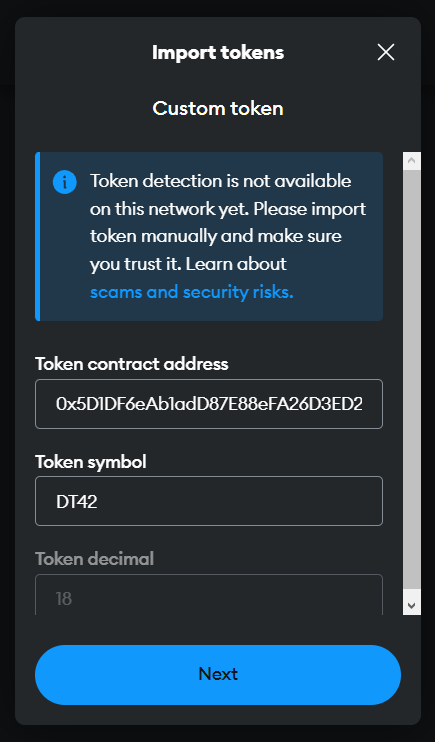 Import tokens
Custom token
Token detection is not available
on this network yet. Please import
token manually and make sure
you trust it. Learn about
scams and security risks.
Token contract address
0x5D1DF6eAb1adD87E88eFA26D3ED2
Token symbol
DT42
Token decimal
18
Next